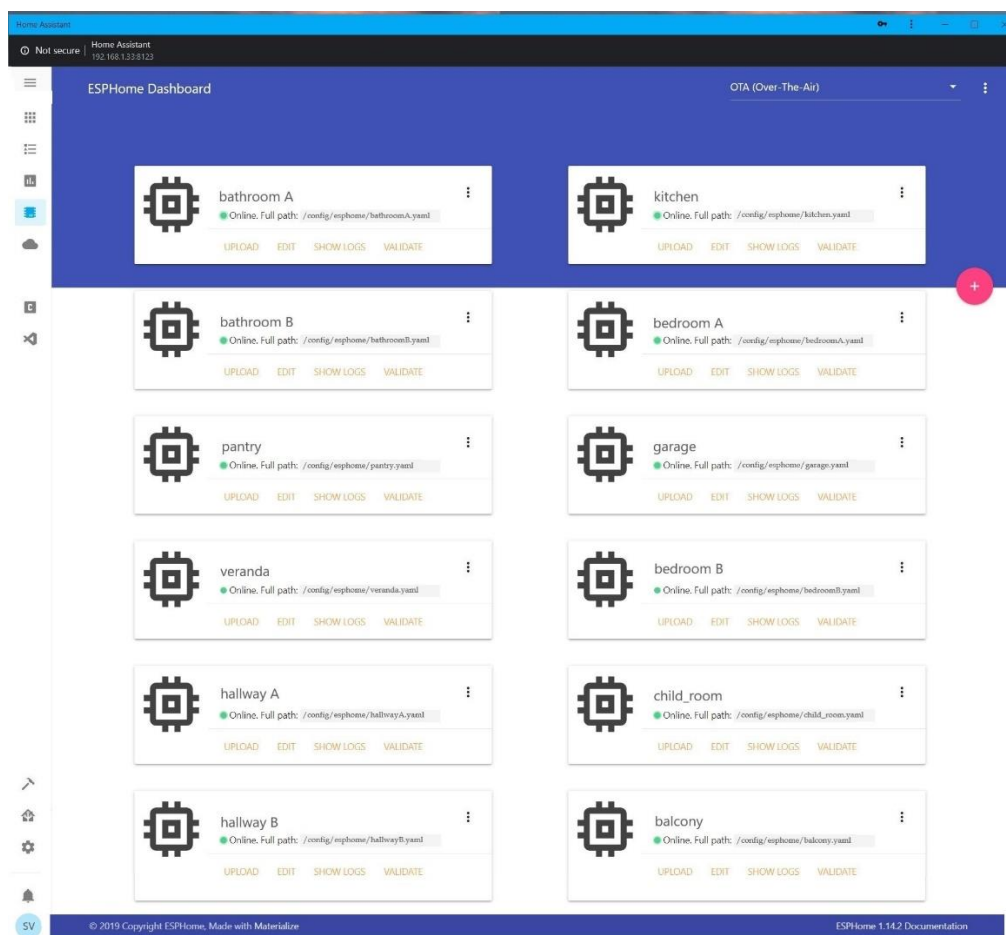 Home Assistant
Not secure
Home Assistant
192.168.1.33:8123
ESPHome Dashboard
OTA (Over-The-Air)
bathroom A
Online. Full path: /config/esphome/bathroomA.yaml
UPLOAD EDIT SHOW LOGS VALIDATE
kitchen
Online. Full path: /config/esphome/kitchen.yaml
UPLOAD EDIT SHOW LOGS VALIDATE
+
bathroom B
Online. Full path: /config/esphome/bathroomB.yaml
UPLOAD EDIT SHOW LOGS VALIDATE
bedroom A
Online. Full path: /config/esphome/bedroomA.yaml
UPLOAD EDIT SHOW LOGS VALIDATE
C
pantry
Online. Full path: /config/esphome/pantry.yaml
UPLOAD EDIT SHOW LOGS VALIDATE
garage
Online. Full path: /config/esphome/garage.yaml
UPLOAD EDIT SHOW LOGS VALIDATE
veranda
Online. Full path: /config/esphome/veranda.yaml
UPLOAD EDIT SHOW LOGS VALIDATE
bedroom B
Online. Full path: /config/esphome/bedroomB.yaml
UPLOAD EDIT SHOW LOGS VALIDATE
hallway A
Online. Full path: /config/esphome/hallwayA.yaml
UPLOAD EDIT SHOW LOGS VALIDATE
child_room
Online. Full path: /config/esphome/child_room.yaml
UPLOAD EDIT SHOW LOGS VALIDATE
hallway B
Online. Full path: /config/esphome/hallwayB.yaml
UPLOAD EDIT SHOW LOGS VALIDATE
balcony
Online. Full path: /config/esphome/balcony.yaml
UPLOAD EDIT SHOW LOGS VALIDATE
SV
© 2019 Copyright ESPHome, Made with Materialize
ESPHome 1.14.2 Documentation